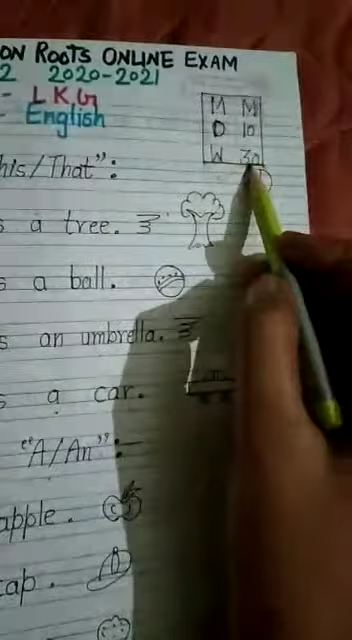 ON ROOTS ONLINE EXAM
2 2020-2021
- LKG
- English
M M
O 10
W 30
his/That":
s a tree.
s a ball.
s an umbrella.
s a car.
"A/An":-
apple.
cap.